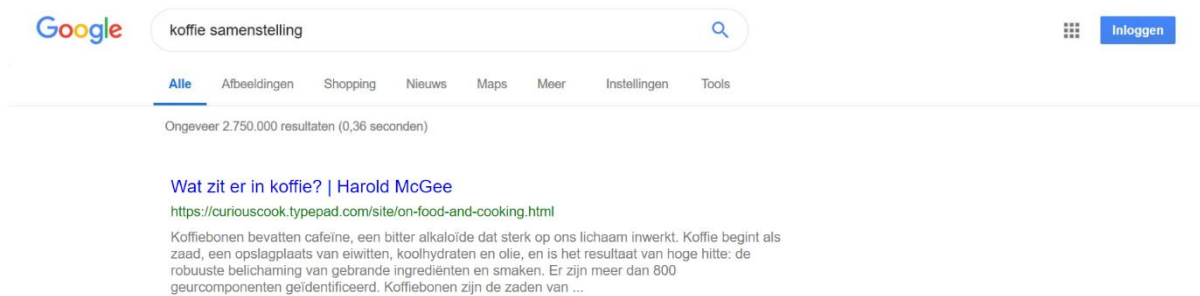 Google koffie samenstelling Inloggen
Alle Afbeeldingen Shopping Nieuws Maps Meer Instellingen Tools
Ongeveer 2.750.000 resultaten (0,36 seconden)
Wat zit er in koffie? | Harold McGee
https://curiouscook.typepad.com/site/on-food-and-cooking.html
Koffiebonen bevatten cafeïne, een bitter alkaloïde dat sterk op ons lichaam inwerkt. Koffie begint als
zaad, een opslagplaats van eiwitten, koolhydraten en olie, en is het resultaat van hoge hitte: de
robuuste belichaming van gebrande ingrediënten en smaken. Er zijn meer dan 800
geurcomponenten geïdentificeerd. Koffiebonen zijn de zaden van ...